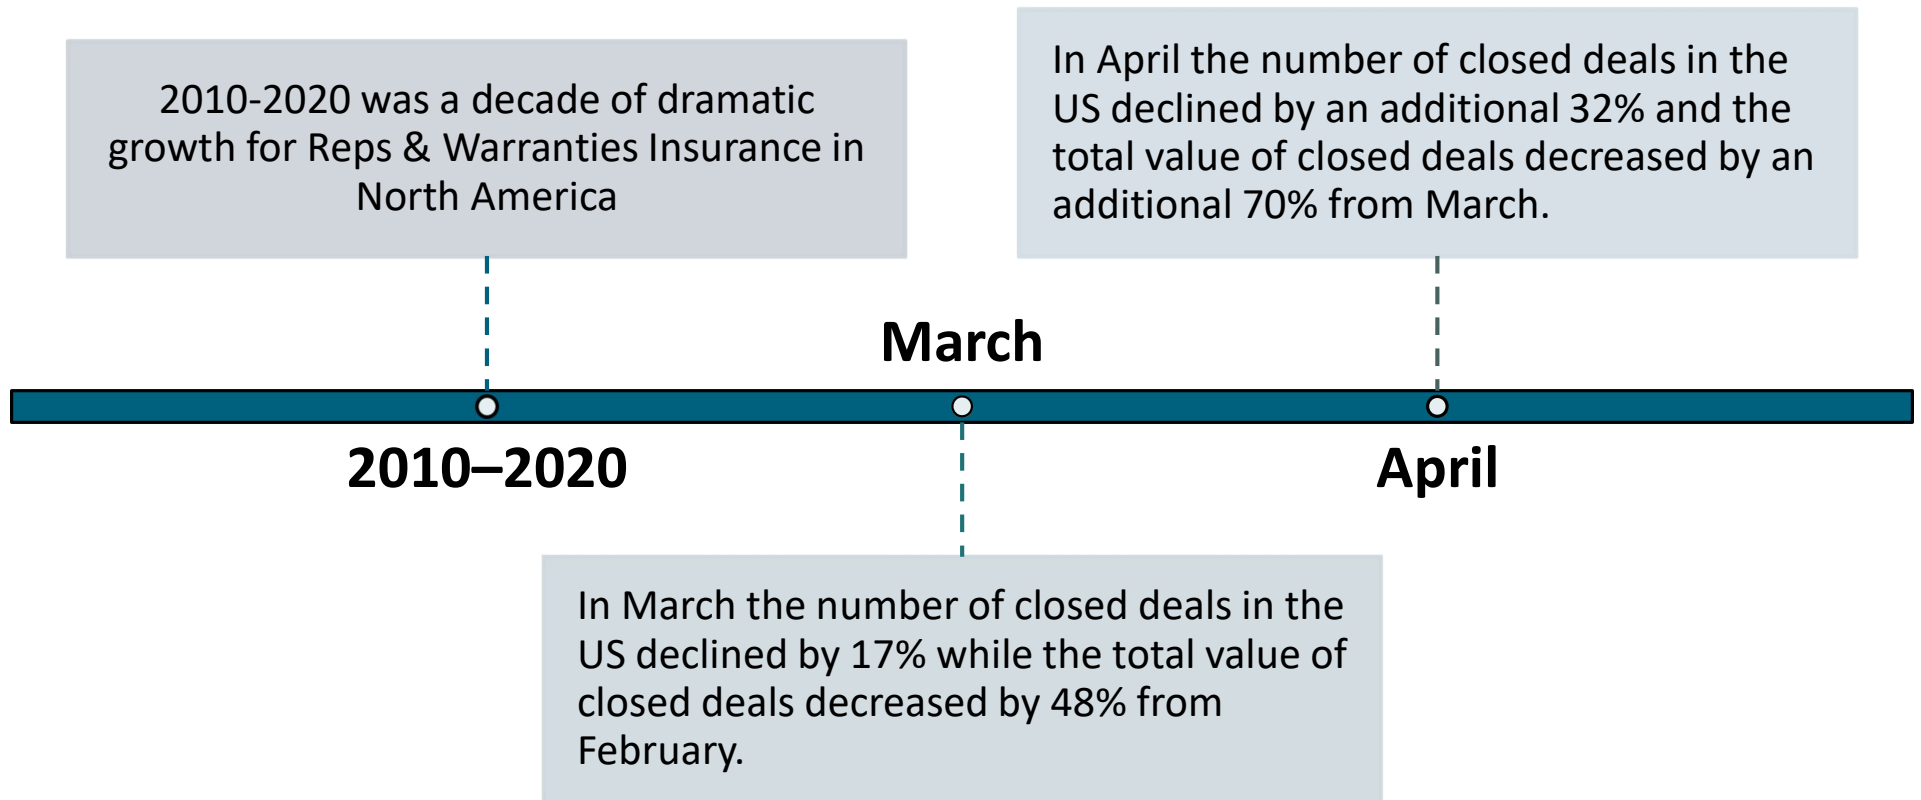 2010-2020 was a decade of dramatic
growth for Reps & Warranties Insurance in
North America
In April the number of closed deals in the
US declined by an additional 32% and the
total value of closed deals decreased by an
additional 70% from March.
March
2010–2020
April
In March the number of closed deals in the
US declined by 17% while the total value of
closed deals decreased by 48% from
February.